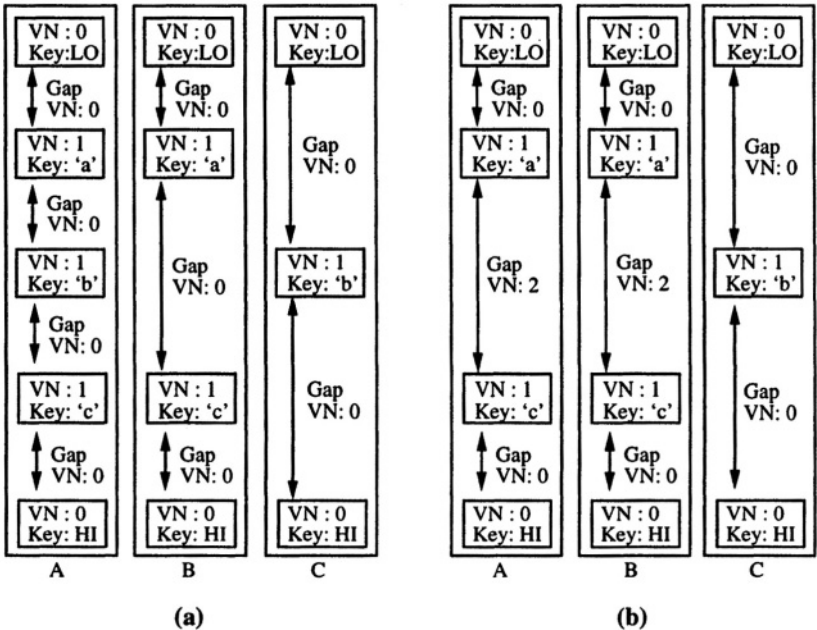 VN : 0
Key:LO
Gap
VN: 0
VN : 1
Key: ‘a’
Gap
VN: 0
VN : 1
Key: ‘b’
Gap
VN: 0
VN : 1
Key: ‘c’
Gap
VN: 0
VN : 0
Key: HI
A
VN : 0
Key:LO
Gap
VN: 0
VN : 1
Key: ‘a’
Gap
VN: 0
VN : 1
Key: ‘c’
Gap
VN: 0
VN : 0
Key: HI
B
VN : 0
Key:LO
Gap
VN: 0
VN : 1
Key: ‘b’
Gap
VN: 0
VN : 0
Key: HI
C
(a)
VN : 0
Key:LO
Gap
VN: 0
VN : 1
Key: ‘a’
Gap
VN: 2
VN : 1
Key: ‘c’
Gap
VN: 0
VN : 0
Key: HI
A
VN : 0
Key:LO
Gap
VN: 0
VN : 1
Key: ‘a’
Gap
VN: 2
VN : 1
Key: ‘c’
Gap
VN: 0
VN : 0
Key: HI
B
VN : 0
Key:LO
Gap
VN: 0
VN : 1
Key: ‘b’
Gap
VN: 0
VN : 0
Key: HI
C
(b)